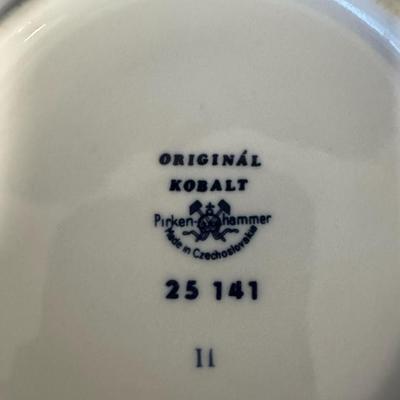 ORIGINÁL
KOBALT
Pirken-hammer
Made in Czechoslovakia
25 141
II